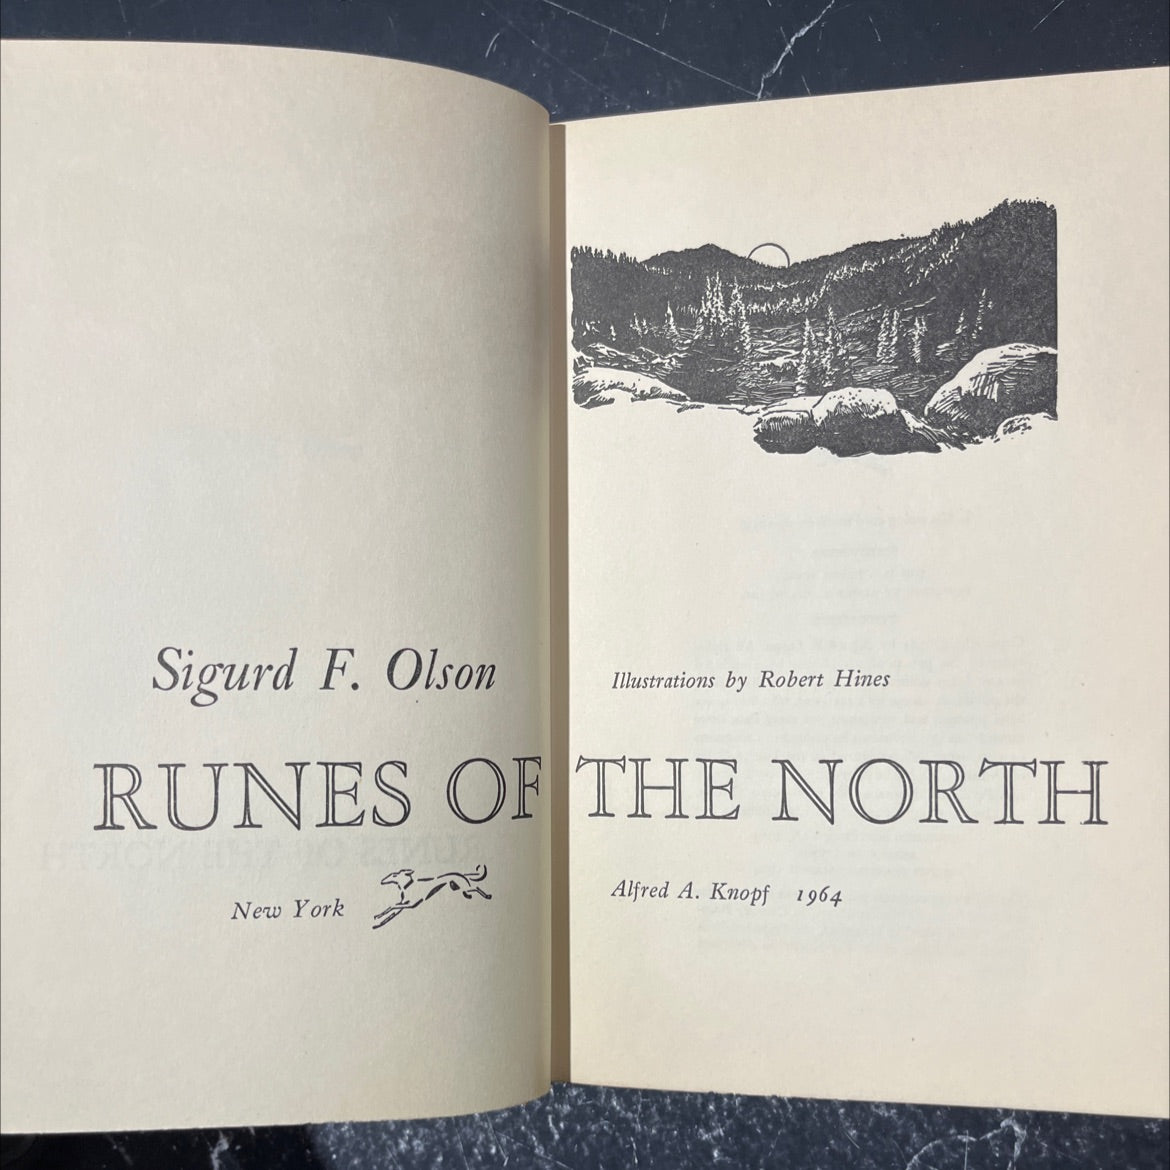 Sigurd F. Olson
Illustrations by Robert Hines
RUNES OF THE NORTH
New York
Alfred A. Knopf 1964